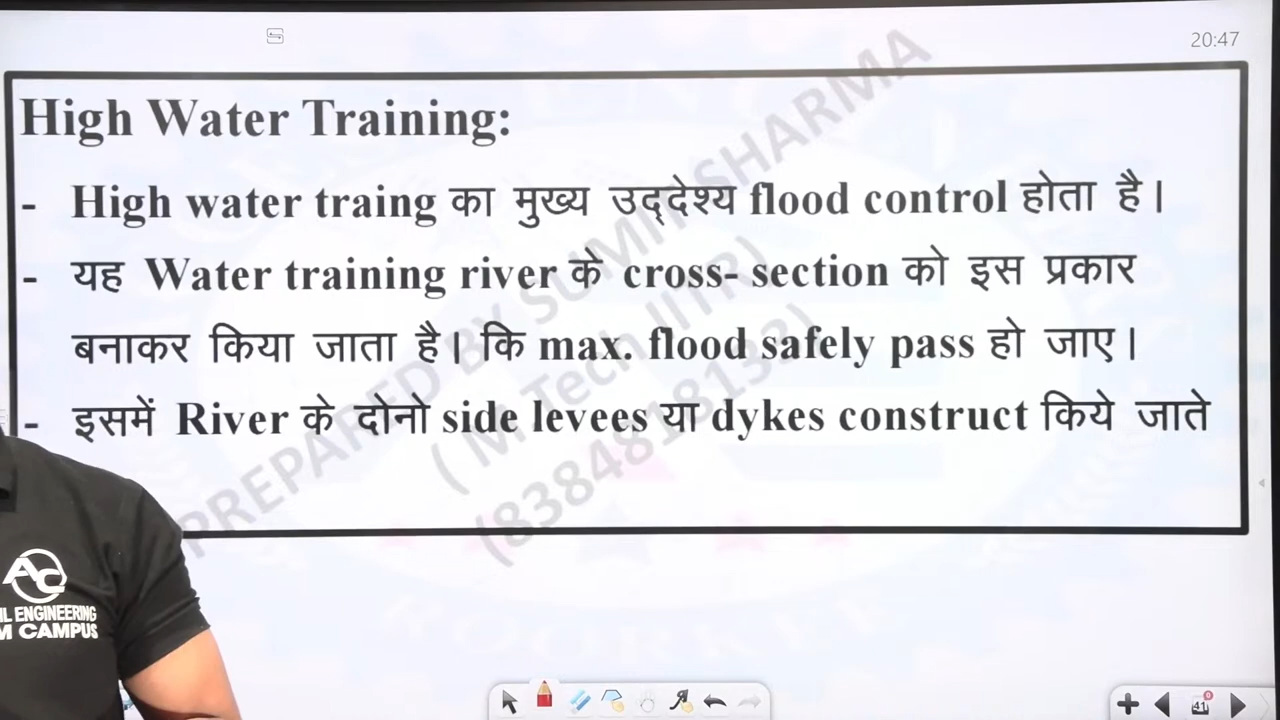 20:47
High Water Training:
- High water traing का मुख्य उद्देश्य flood control होता है।
- यह Water training river के cross- section को इस प्रकार
बनाकर किया जाता है। कि max. flood safely pass हो जाए।
- इसमें River के दोनो side levees या dykes construct किये जाते
PREPARED BY SUMIT SHARMA
( M Tech IITR)
(8384818133)
AC
IL ENGINEERING
M CAMPUS
41